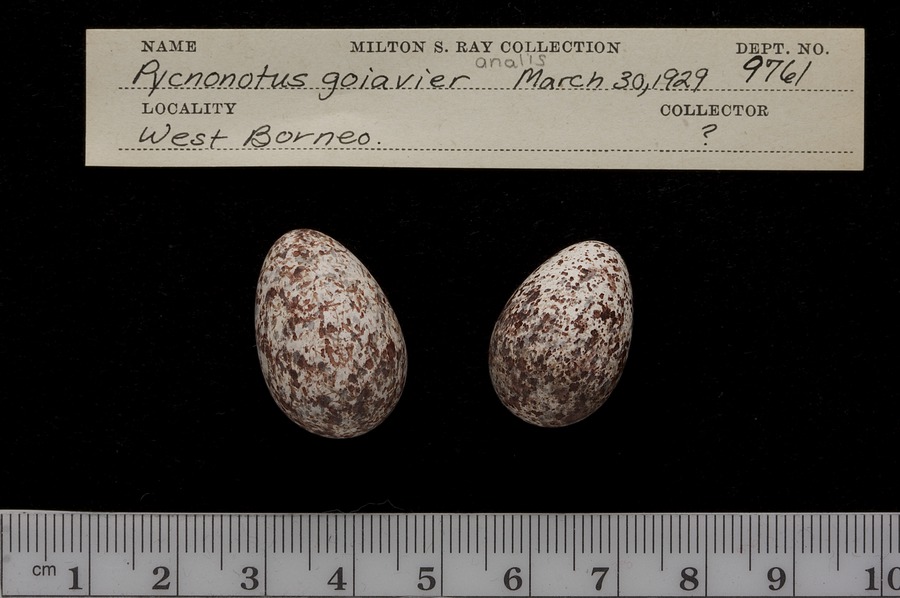 NAME MILTON S. RAY COLLECTION DEPT. NO.
analis
Pycnonotus goiavier March 30, 1929 9761
LOCALITY COLLECTOR
West Borneo. ?
cm 1 2 3 4 5 6 7 8 9 10